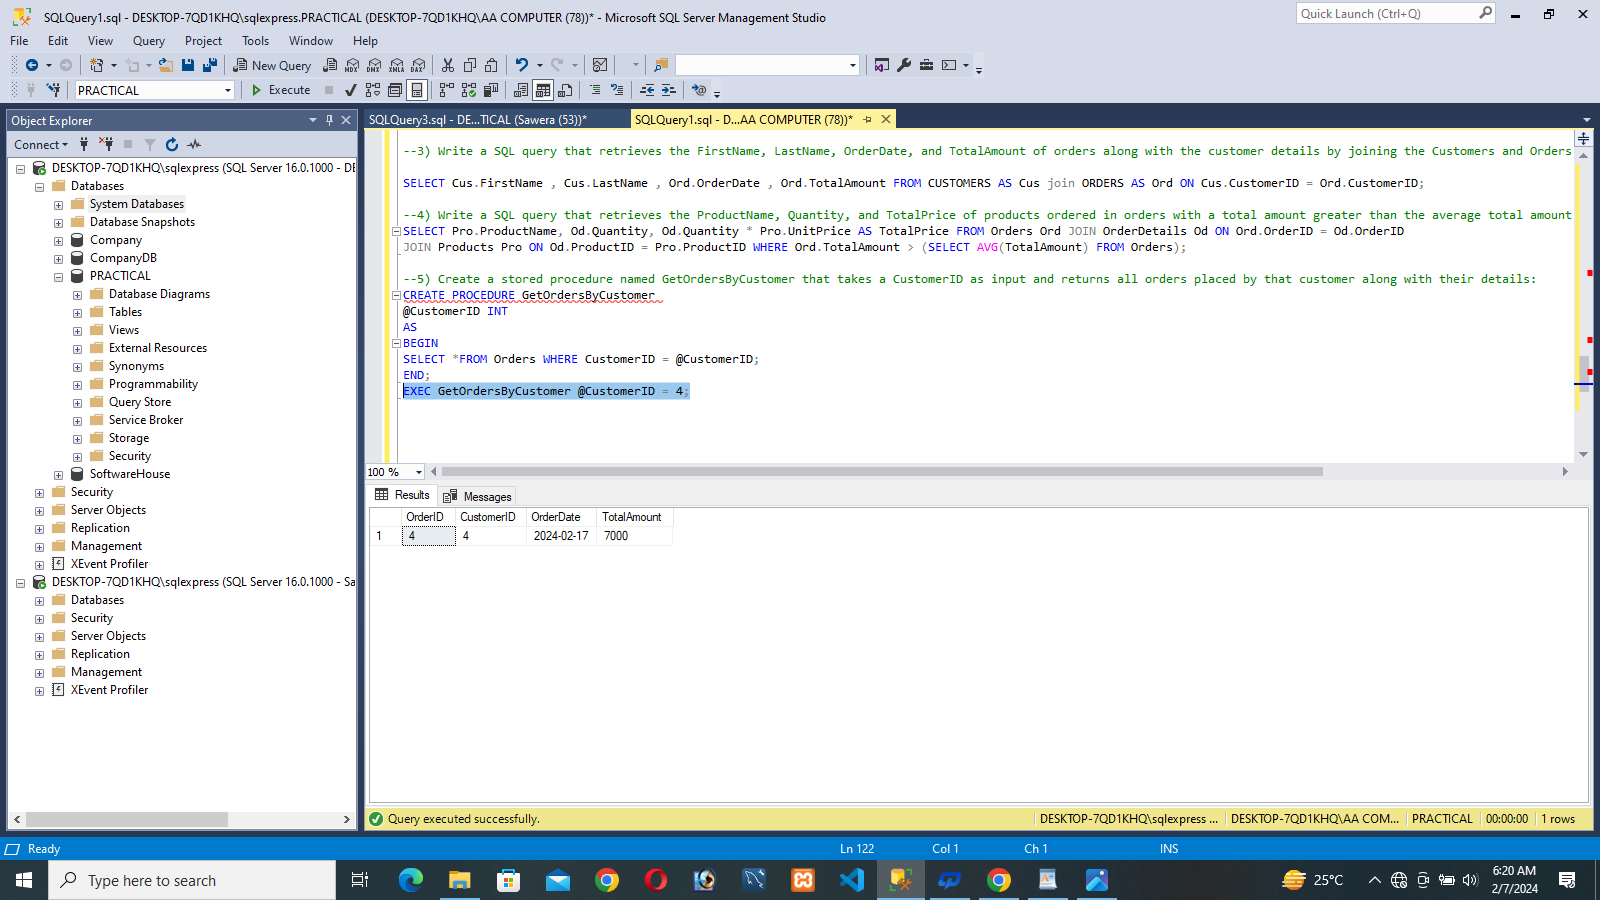 SQLQuery1.sql - DESKTOP-7QD1KHQ\sqlexpress.PRACTICAL (DESKTOP-7QD1KHQ\AA COMPUTER (78))* - Microsoft SQL Server Management Studio
Quick Launch (Ctrl+Q)
File Edit View Query Project Tools Window Help
New Query
MDX DMX XMLA DAX
PRACTICAL
Execute
Object Explorer
SQLQuery3.sql - DE...TICAL (Sawera (53))*
SQLQuery1.sql - D...AA COMPUTER (78))*
Connect
DESKTOP-7QD1KHQ\sqlexpress (SQL Server 16.0.1000 - DE
Databases
System Databases
Database Snapshots
Company
CompanyDB
PRACTICAL
Database Diagrams
Tables
Views
External Resources
Synonyms
Programmability
Query Store
Service Broker
Storage
Security
SoftwareHouse
Security
Server Objects
Replication
Management
XEvent Profiler
DESKTOP-7QD1KHQ\sqlexpress (SQL Server 16.0.1000 - Sa
Databases
Security
Server Objects
Replication
Management
XEvent Profiler
--3) Write a SQL query that retrieves the FirstName, LastName, OrderDate, and TotalAmount of orders along with the customer details by joining the Customers and Orders
SELECT Cus.FirstName , Cus.LastName , Ord.OrderDate , Ord.TotalAmount FROM CUSTOMERS AS Cus join ORDERS AS Ord ON Cus.CustomerID = Ord.CustomerID;
--4) Write a SQL query that retrieves the ProductName, Quantity, and TotalPrice of products ordered in orders with a total amount greater than the average total amount
SELECT Pro.ProductName, Od.Quantity, Od.Quantity * Pro.UnitPrice AS TotalPrice FROM Orders Ord JOIN OrderDetails Od ON Ord.OrderID = Od.OrderID
JOIN Products Pro ON Od.ProductID = Pro.ProductID WHERE Ord.TotalAmount > (SELECT AVG(TotalAmount) FROM Orders);
--5) Create a stored procedure named GetOrdersByCustomer that takes a CustomerID as input and returns all orders placed by that customer along with their details:
CREATE PROCEDURE GetOrdersByCustomer
@CustomerID INT
AS
BEGIN
SELECT *FROM Orders WHERE CustomerID = @CustomerID;
END;
EXEC GetOrdersByCustomer @CustomerID = 4;
100 %
Results Messages
OrderID CustomerID OrderDate TotalAmount
1 4 4 2024-02-17 7000
Query executed successfully.
DESKTOP-7QD1KHQ\sqlexpress ... DESKTOP-7QD1KHQ\AA COM... PRACTICAL 00:00:00 1 rows
Ready
Ln 122 Col 1 Ch 1 INS
Type here to search
25°C
6:20 AM
2/7/2024